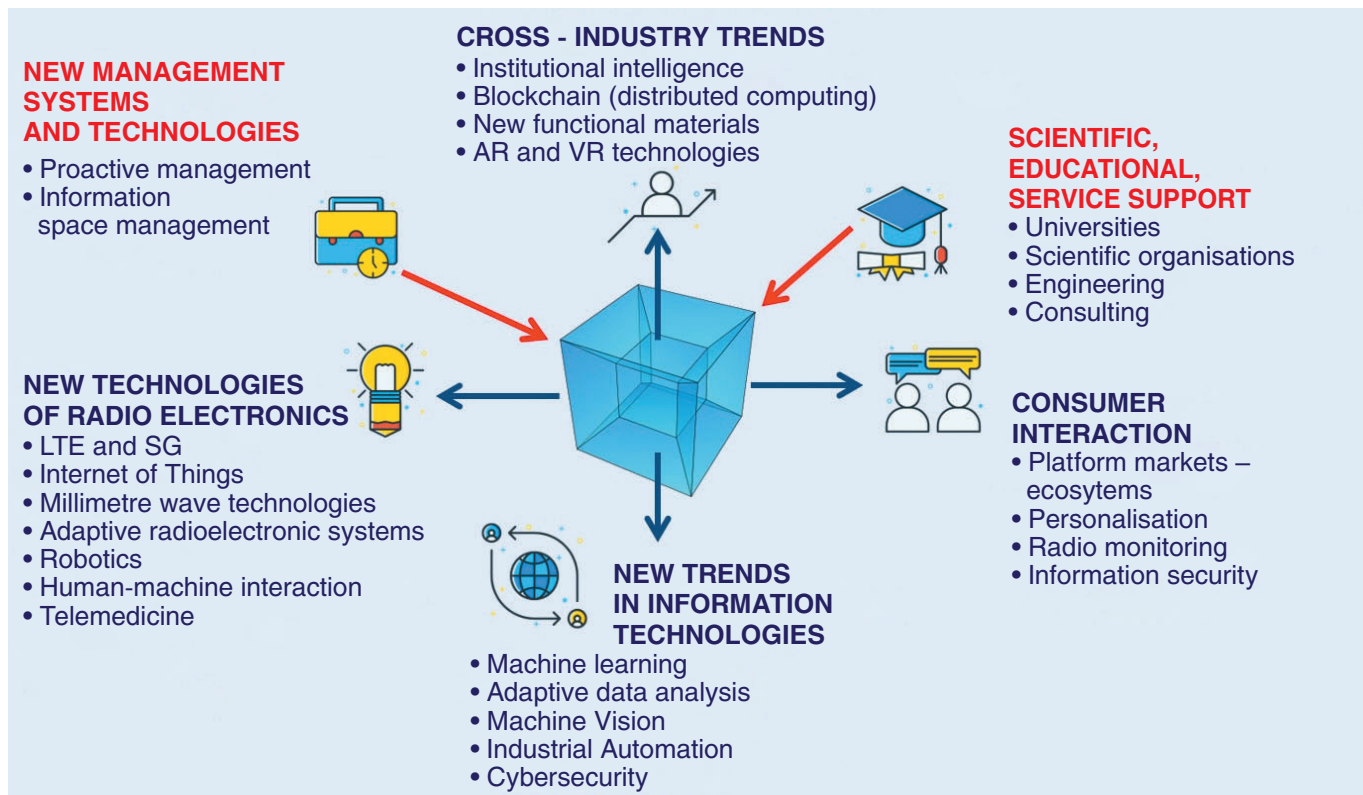 NEW MANAGEMENT
SYSTEMS
AND TECHNOLOGIES
• Proactive management
• Information
space management
CROSS - INDUSTRY TRENDS
• Institutional intelligence
• Blockchain (distributed computing)
• New functional materials
• AR and VR technologies
SCIENTIFIC,
EDUCATIONAL,
SERVICE SUPPORT
• Universities
• Scientific organisations
• Engineering
• Consulting
NEW TECHNOLOGIES
OF RADIO ELECTRONICS
• LTE and SG
• Internet of Things
• Millimetre wave technologies
• Adaptive radioelectronic systems
• Robotics
• Human-machine interaction
• Telemedicine
CONSUMER
INTERACTION
• Platform markets –
ecosytems
• Personalisation
• Radio monitoring
• Information security
NEW TRENDS
IN INFORMATION
TECHNOLOGIES
• Machine learning
• Adaptive data analysis
• Machine Vision
• Industrial Automation
• Cybersecurity